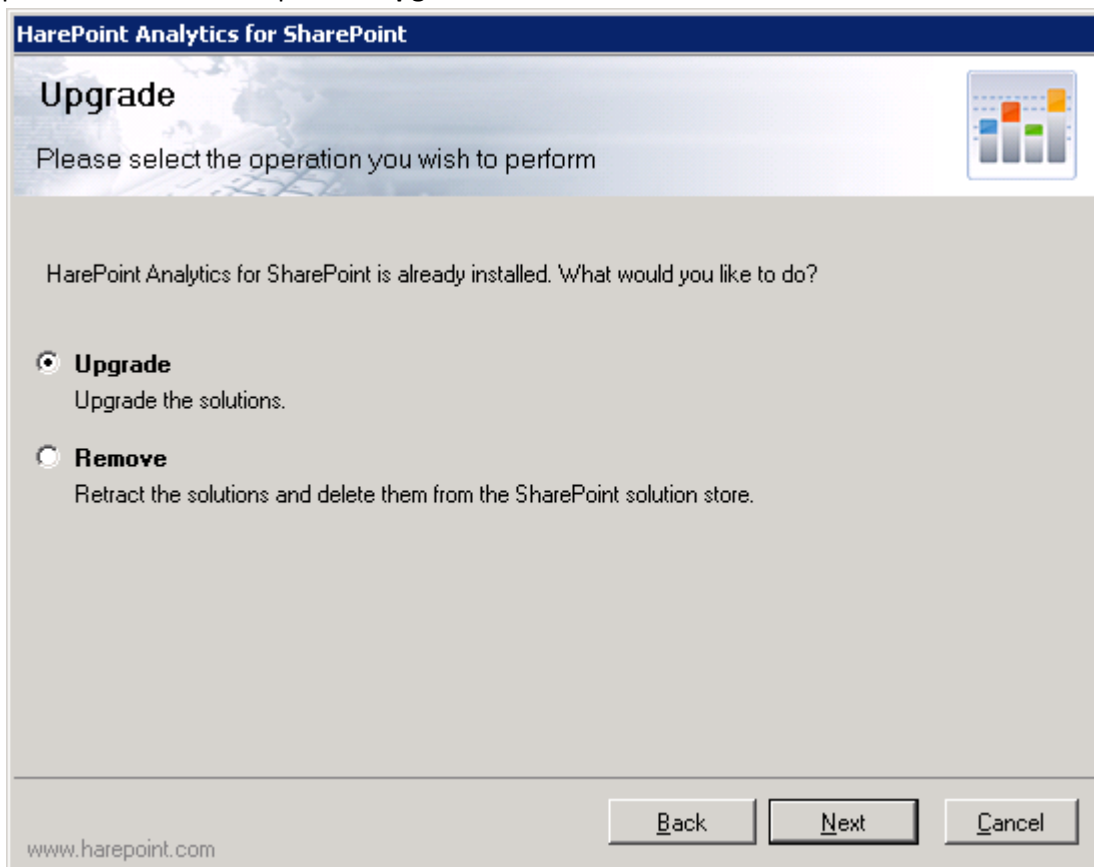 HarePoint Analytics for SharePoint
Upgrade
Please select the operation you wish to perform
HarePoint Analytics for SharePoint is already installed. What would you like to do?
Upgrade
Upgrade the solutions.
Remove
Retract the solutions and delete them from the SharePoint solution store.
Back Next Cancel
www.harepoint.com